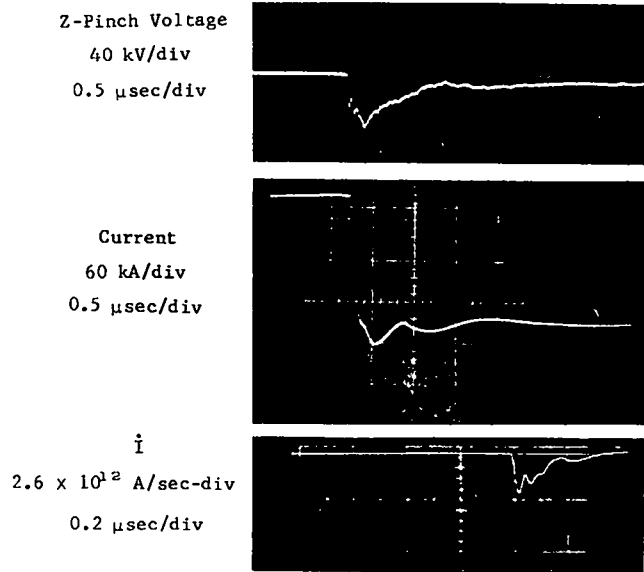 Z-Pinch Voltage
40 kV/div
0.5 μsec/div
Current
60 kA/div
0.5 μsec/div
İ
2.6 x 10¹² A/sec-div
0.2 μsec/div